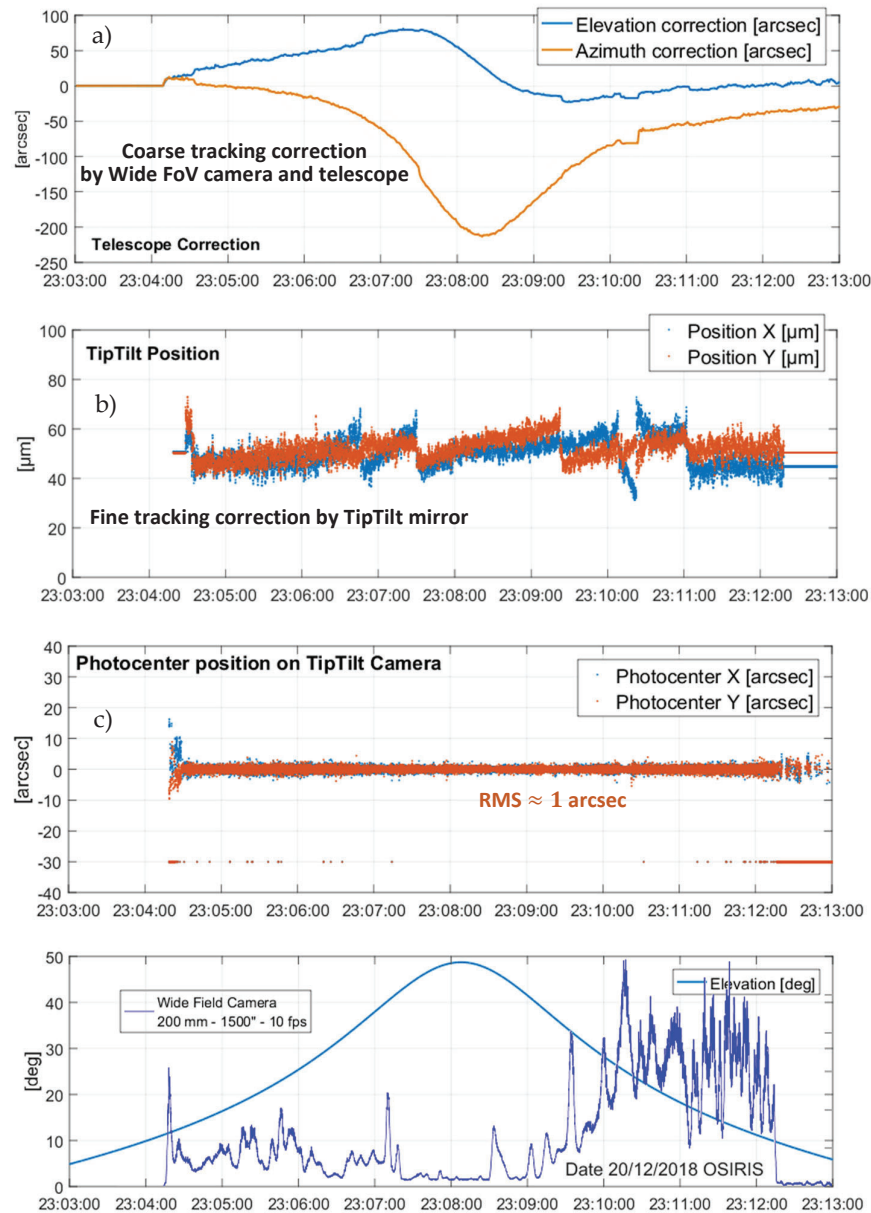 a)
100
50
0
-50
-100
-150
-200
-250
[arcsec]
Elevation correction [arcsec]
Azimuth correction [arcsec]
Coarse tracking correction
by Wide FoV camera and telescope
Telescope Correction
23:03:00 23:04:00 23:05:00 23:06:00 23:07:00 23:08:00 23:09:00 23:10:00 23:11:00 23:12:00 23:13:00
100
80
60
40
20
0
[µm]
Position X [µm]
Position Y [µm]
TipTilt Position
b)
Fine tracking correction by TipTilt mirror
23:03:00 23:04:00 23:05:00 23:06:00 23:07:00 23:08:00 23:09:00 23:10:00 23:11:00 23:12:00 23:13:00
40
30
20
10
0
-10
-20
-30
-40
[arcsec]
Photocenter position on TipTilt Camera
Photocenter X [arcsec]
Photocenter Y [arcsec]
c)
RMS ≈ 1 arcsec
23:03:00 23:04:00 23:05:00 23:06:00 23:07:00 23:08:00 23:09:00 23:10:00 23:11:00 23:12:00 23:13:00
50
40
30
20
10
0
[deg]
Wide Field Camera
200 mm - 1500" - 10 fps
Elevation [deg]
Date 20/12/2018 OSIRIS
23:03:00 23:04:00 23:05:00 23:06:00 23:07:00 23:08:00 23:09:00 23:10:00 23:11:00 23:12:00 23:13:00